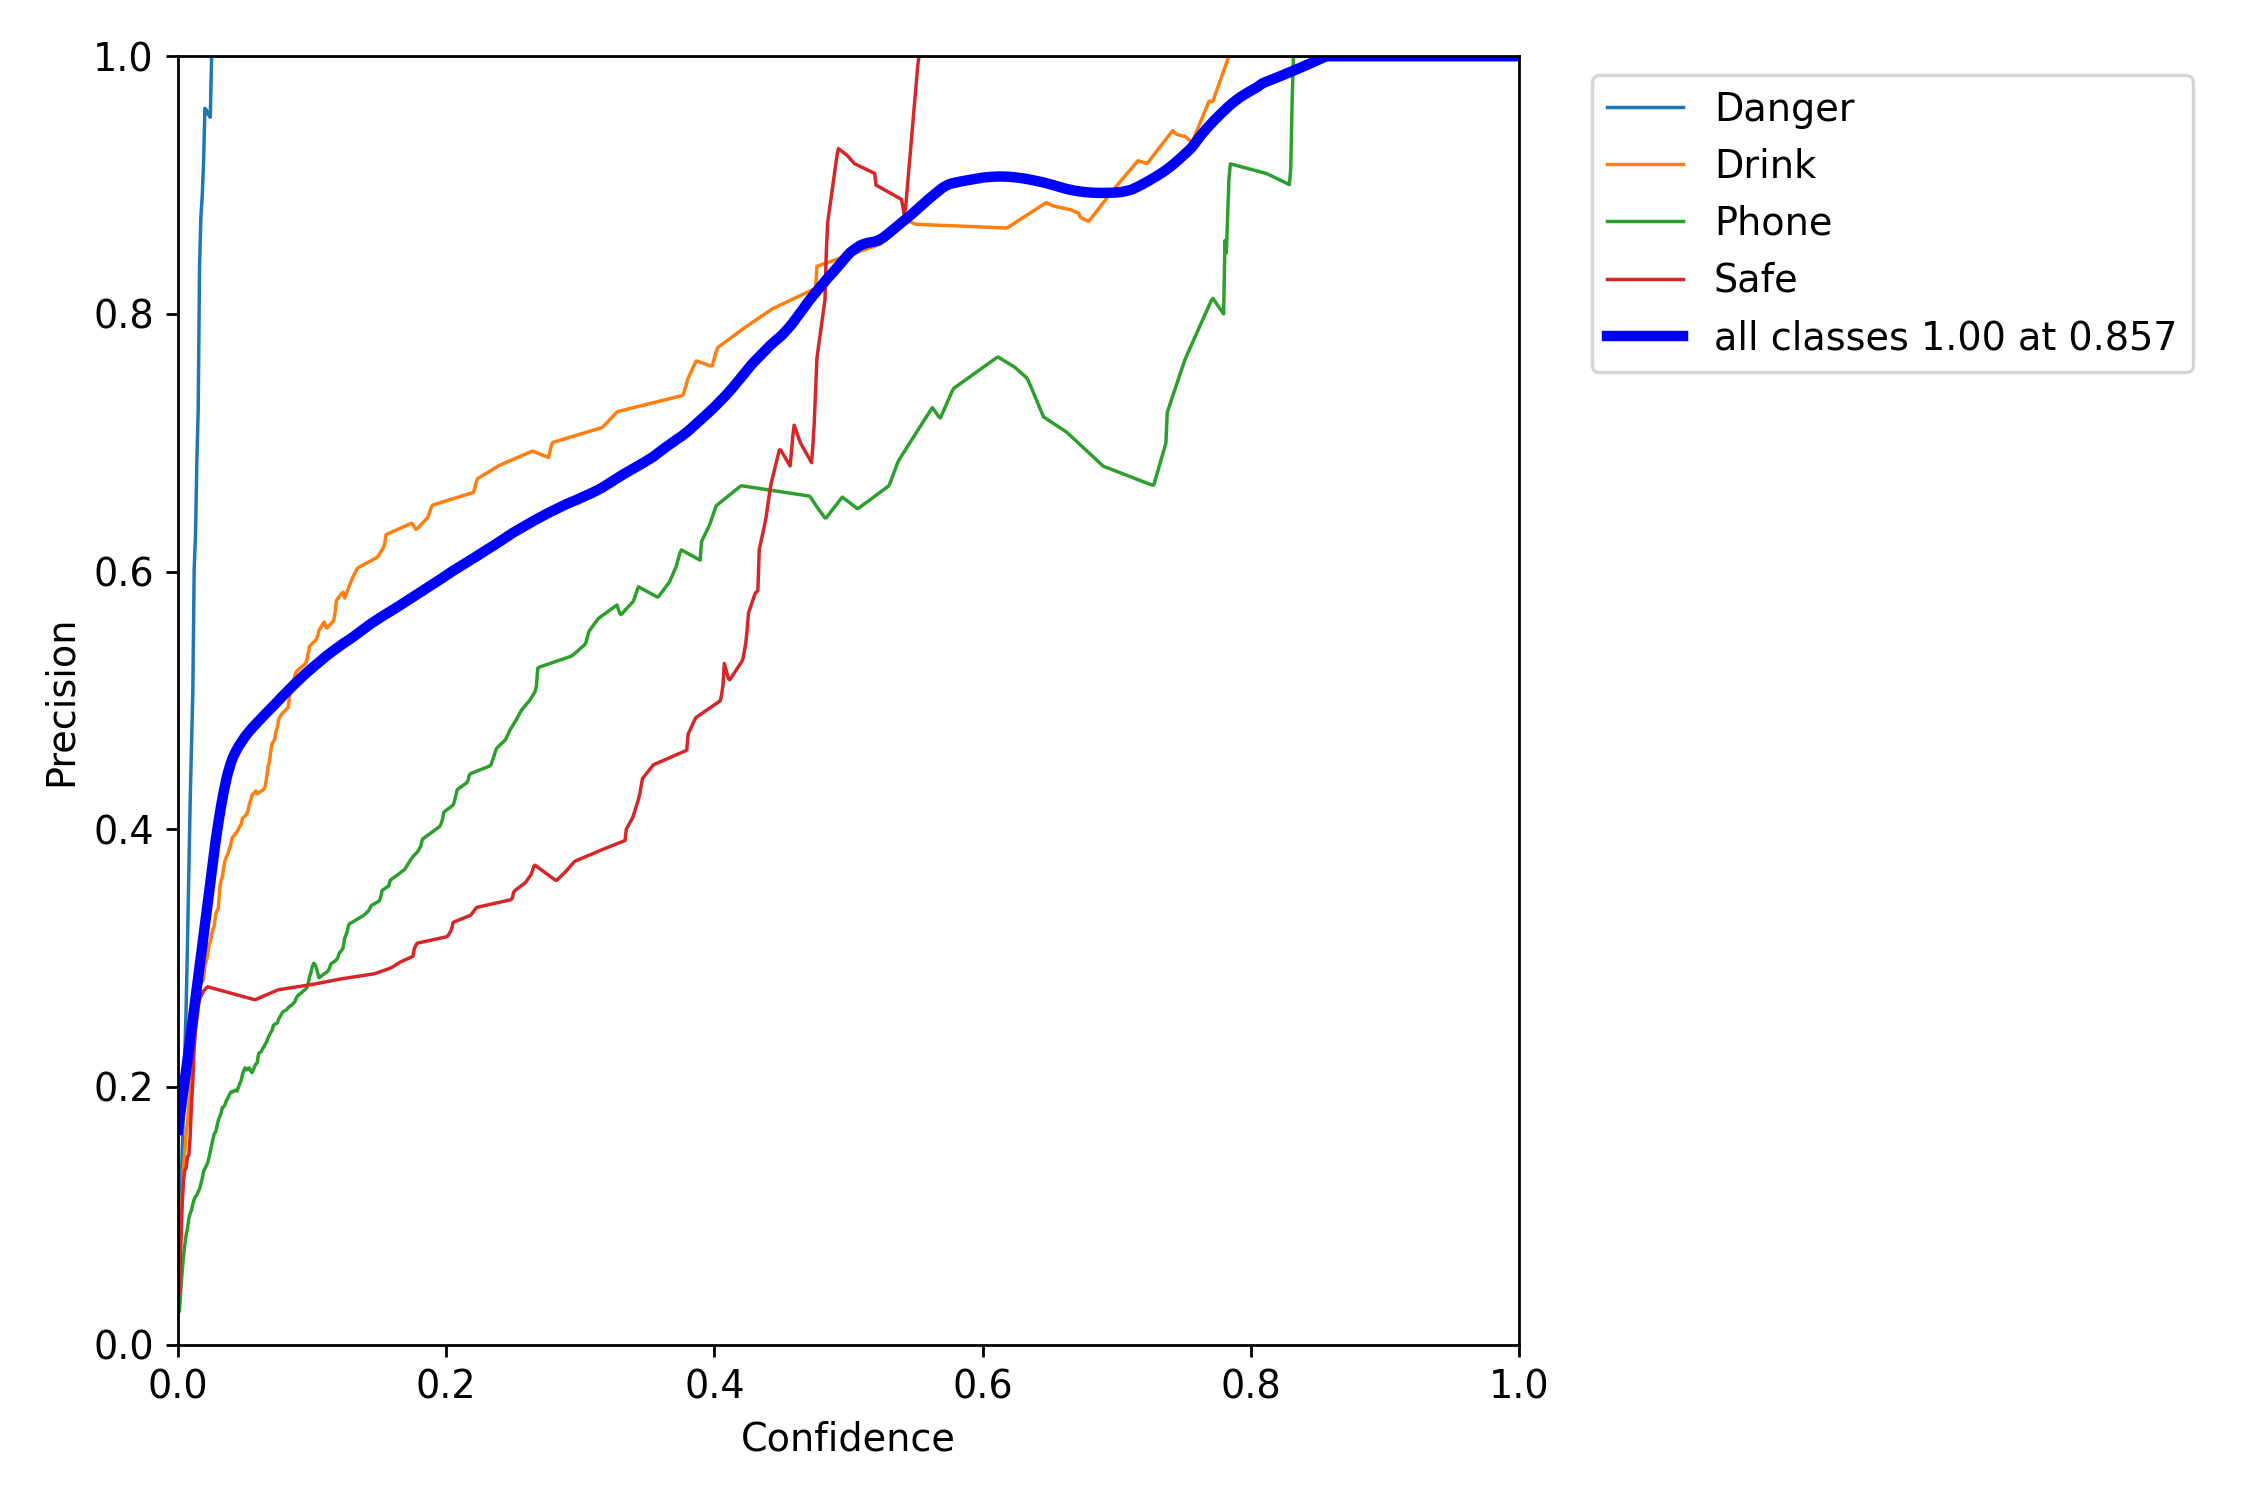 1.0
0.8
0.6
0.4
0.2
0.0
Precision
0.0 0.2 0.4 0.6 0.8 1.0
Confidence
Danger
Drink
Phone
Safe
all classes 1.00 at 0.857